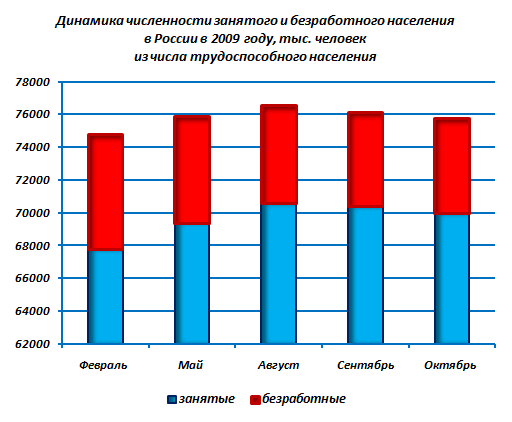 Динамика численности занятого и безработного населения
в России в 2009 году, тыс. человек
из числа трудоспособного населения
78000
76000
74000
72000
70000
68000
66000
64000
62000
Февраль Май Август Сентябрь Октябрь
занятые безработные